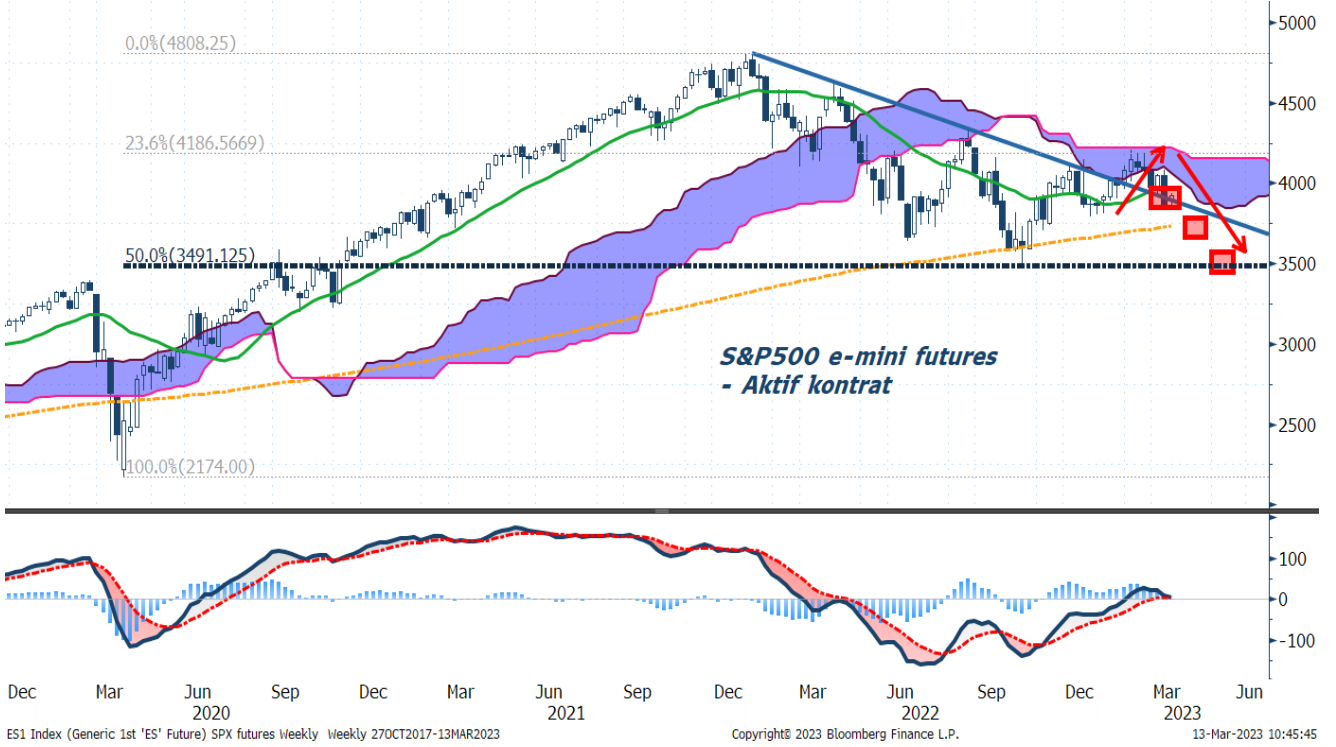 5000
0.0%(4808.25)
4500
23.6%(4186.5669)
4000
50.0%(3491.125)
3500
S&P500 e-mini futures
- Aktif kontrat
3000
2500
100.0%(2174.00)
100
0
-100
Dec Mar Jun Sep Dec Mar Jun Sep Dec Mar Jun Sep Dec Mar Jun
2020 2021 2022 2023
ES1 Index (Generic 1st 'ES' Future) SPX futures Weekly Weekly 27OCT2017-13MAR2023 Copyright© 2023 Bloomberg Finance L.P. 13-Mar-2023 10:45:45